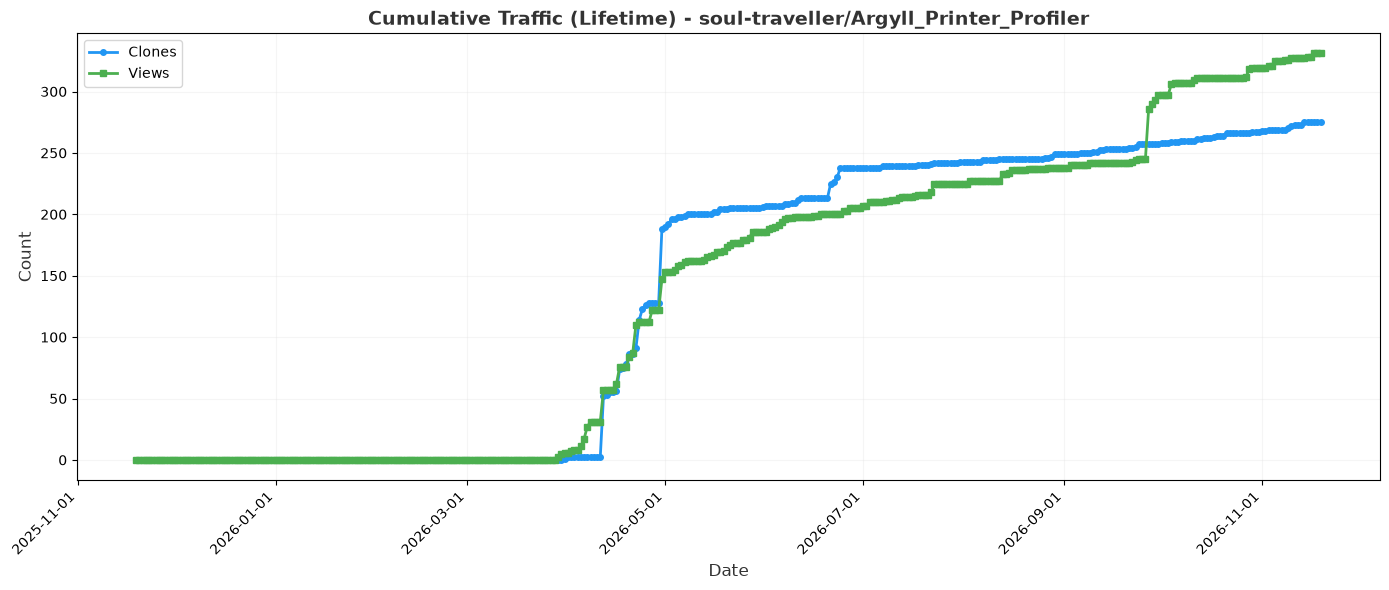 Cumulative Traffic (Lifetime) - soul-traveller/Argyll_Printer_Profiler
Clones
Views
300
250
200
150
100
50
0
Count
2025-11-01
2026-01-01
2026-03-01
2026-05-01
2026-07-01
2026-09-01
2026-11-01
Date